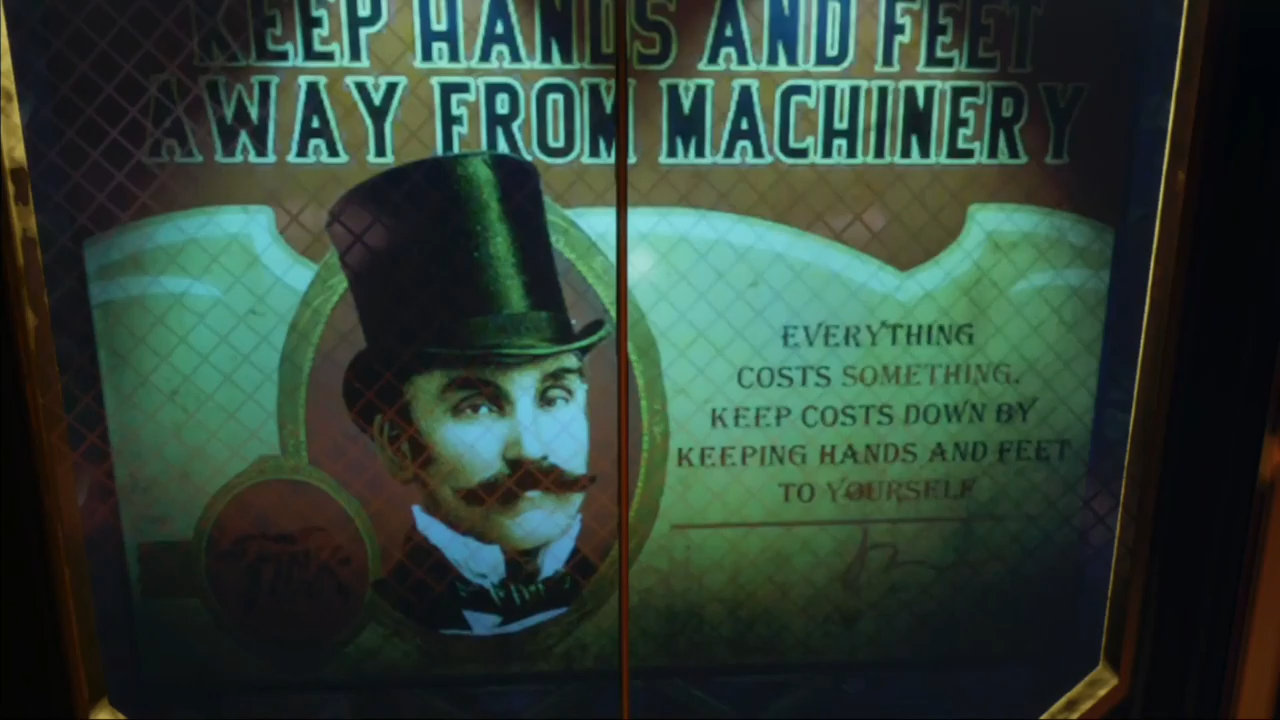 KEEP HANDS AND FEET
AWAY FROM MACHINERY
EVERYTHING
COSTS SOMETHING.
KEEP COSTS DOWN BY
KEEPING HANDS AND FEET
TO YOURSELF
FINK